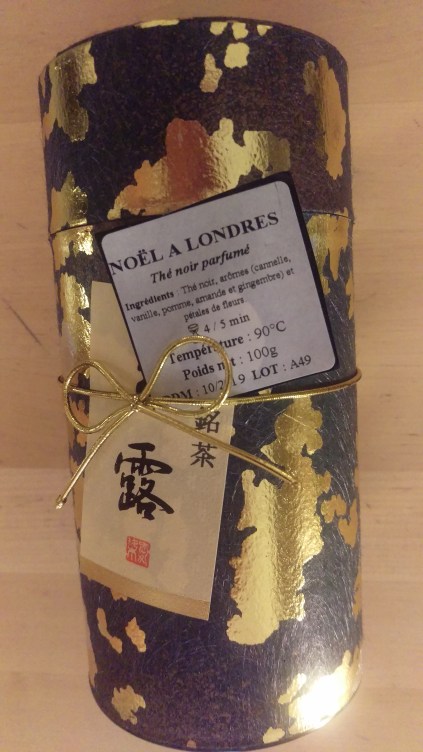 NOËL A LONDRES
Thé noir parfumé
Ingrédients : Thé noir, arômes (cannelle,
vanille, pomme, amande et gingembre) et
pétales de fleurs
4 / 5 min
Température : 90°C
Poids net : 100g
LOT : A49
銘茶
露